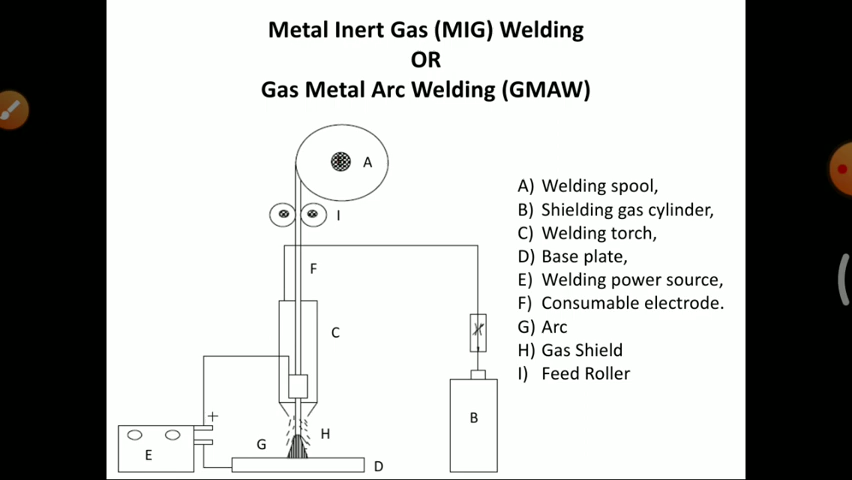 Metal Inert Gas (MIG) Welding
OR
Gas Metal Arc Welding (GMAW)
A
I
F
C
B
+
E
G
H
D
A) Welding spool,
B) Shielding gas cylinder,
C) Welding torch,
D) Base plate,
E) Welding power source,
F) Consumable electrode.
G) Arc
H) Gas Shield
I) Feed Roller